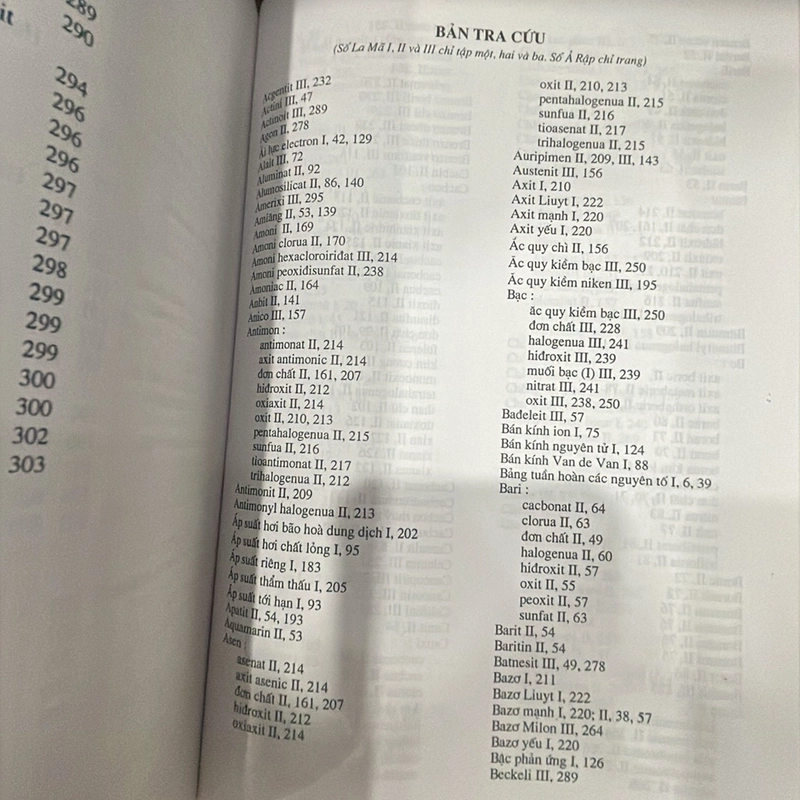 289
it
290
294
296
296
296
297
297
297
298
299
299
299
300
300
302
303
BẢN TRA CỨU
(Số La Mã I, II và III chỉ tập một, hai và ba. Số Ả Rập chỉ trang)
Acgentit III, 232
Actini III, 47
Actinoit III, 289
Agon II, 278
Ái lực electron I, 42, 129
Alait III, 72
Aluminat II, 92
Alumosilicat II, 86, 140
Amerixi III, 295
Amiăng II, 53, 139
Amoni II, 169
Amoni clorua II, 170
Amoni hexacloroiriđat III, 214
Amoni peoxiđisunfat II, 238
Amoniac II, 164
Anbit II, 141
Anico III, 157
Antimon :
antimonat II, 214
axit antimonic II, 214
đơn chất II, 161, 207
hiđroxit II, 212
oxiaxit II, 214
oxit II, 210, 213
pentahalogenua II, 215
sunfua II, 216
tioantimonat II, 217
trihalogenua II, 212
Antimonit II, 209
Antimonyl halogenua II, 213
Áp suất hơi bão hoà dung dịch I, 202
Áp suất hơi chất lỏng I, 95
Áp suất riêng I, 183
Áp suất thẩm thấu I, 205
Áp suất tới hạn I, 93
Apatit II, 54, 193
Aquamarin II, 53
Asen :
asenat II, 214
axit asenic II, 214
đơn chất II, 161, 207
hiđroxit II, 212
oxiaxit II, 214
oxit II, 210, 213
pentahalogenua II, 215
sunfua II, 216
tioasenat II, 217
trihalogenua II, 215
Auripimen II, 209, III, 143
Austenit III, 156
Axit I, 210
Axit Liuyt I, 222
Axit mạnh I, 220
Axit yếu I, 220
Ắc quy chì II, 156
Ắc quy kiềm bạc III, 250
Ắc quy kiềm niken III, 195
Bạc :
ăc quy kiềm bạc III, 250
đơn chất III, 228
halogenua III, 241
hiđroxit III, 239
muối bạc (I) III, 239
nitrat III, 241
oxit III, 238, 250
Bađeleit III, 57
Bán kính ion I, 75
Bán kính nguyên tử I, 124
Bán kính Van de Van I, 88
Bảng tuần hoàn các nguyên tố I, 6, 39
Bari :
cacbonat II, 64
clorua II, 63
đơn chất II, 49
halogenua II, 60
hiđroxit II, 57
oxit II, 55
peoxit II, 57
sunfat II, 63
Barit II, 54
Baritin II, 54
Batnesit III, 49, 278
Bazơ I, 211
Bazơ Liuyt I, 222
Bazơ mạnh I, 220; II, 38, 57
Bazơ Milon III, 264
Bazơ yếu I, 220
Bậc phản ứng I, 126
Beckeli III, 289